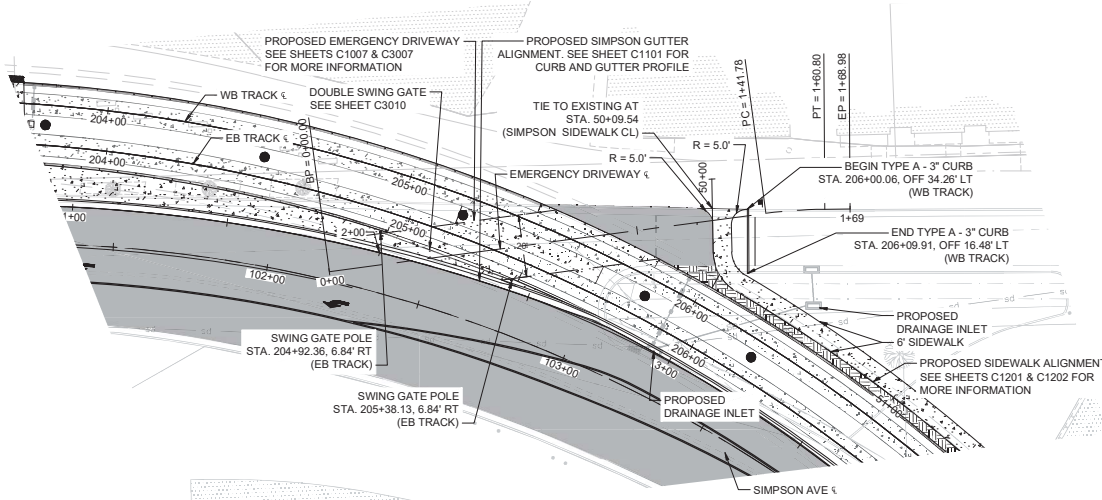 PROPOSED EMERGENCY DRIVEWAY
SEE SHEETS C1007 & C3007
FOR MORE INFORMATION
PROPOSED SIMPSON GUTTER
ALIGNMENT. SEE SHEET C1101 FOR
CURB AND GUTTER PROFILE
DOUBLE SWING GATE
SEE SHEET C3010
WB TRACK ℄
EB TRACK ℄
TIE TO EXISTING AT
STA. 50+09.54
(SIMPSON SIDEWALK CL)
R = 5.0'
R = 5.0'
PC = 1+41.78
PT = 1+60.80
EP = 1+68.98
BP = 0+00.00
204+00
204+00
205+00
205+00
EMERGENCY DRIVEWAY ℄
50+00
BEGIN TYPE A - 3" CURB
STA. 206+00.06, OFF 34.26' LT
(WB TRACK)
1+69
1+00
2+00
20'
1
END TYPE A - 3" CURB
STA. 206+09.91, OFF 16.48' LT
(WB TRACK)
102+00
0+00
206+00
206+00
sd
sd
sd
sd
PROPOSED
DRAINAGE INLET
6' SIDEWALK
SWING GATE POLE
STA. 204+92.36, 6.84' RT
(EB TRACK)
103+00
3+00
PROPOSED SIDEWALK ALIGNMENT
SEE SHEETS C1201 & C1202 FOR
MORE INFORMATION
SWING GATE POLE
STA. 205+38.13, 6.84' RT
(EB TRACK)
PROPOSED
DRAINAGE INLET
51+00
SIMPSON AVE ℄